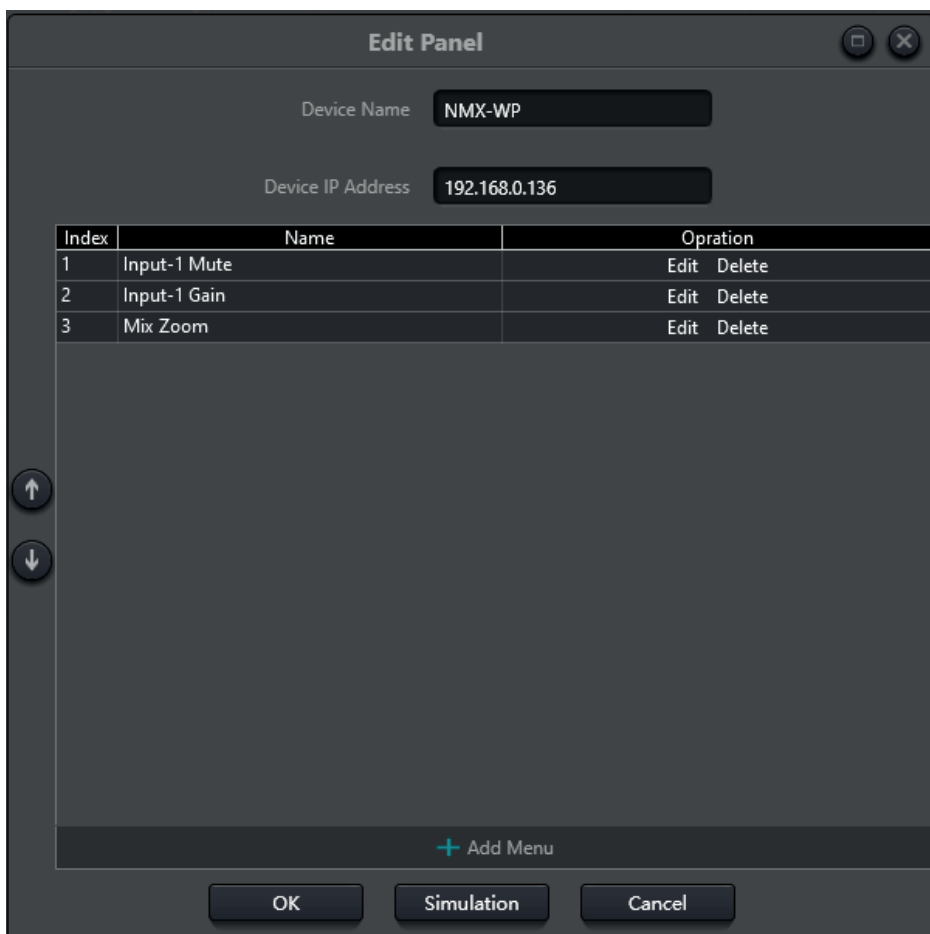 Edit Panel
Device Name NMX-WP
Device IP Address 192.168.0.136
Index Name Opration
1 Input-1 Mute Edit Delete
2 Input-1 Gain Edit Delete
3 Mix Zoom Edit Delete
+ Add Menu
OK Simulation Cancel